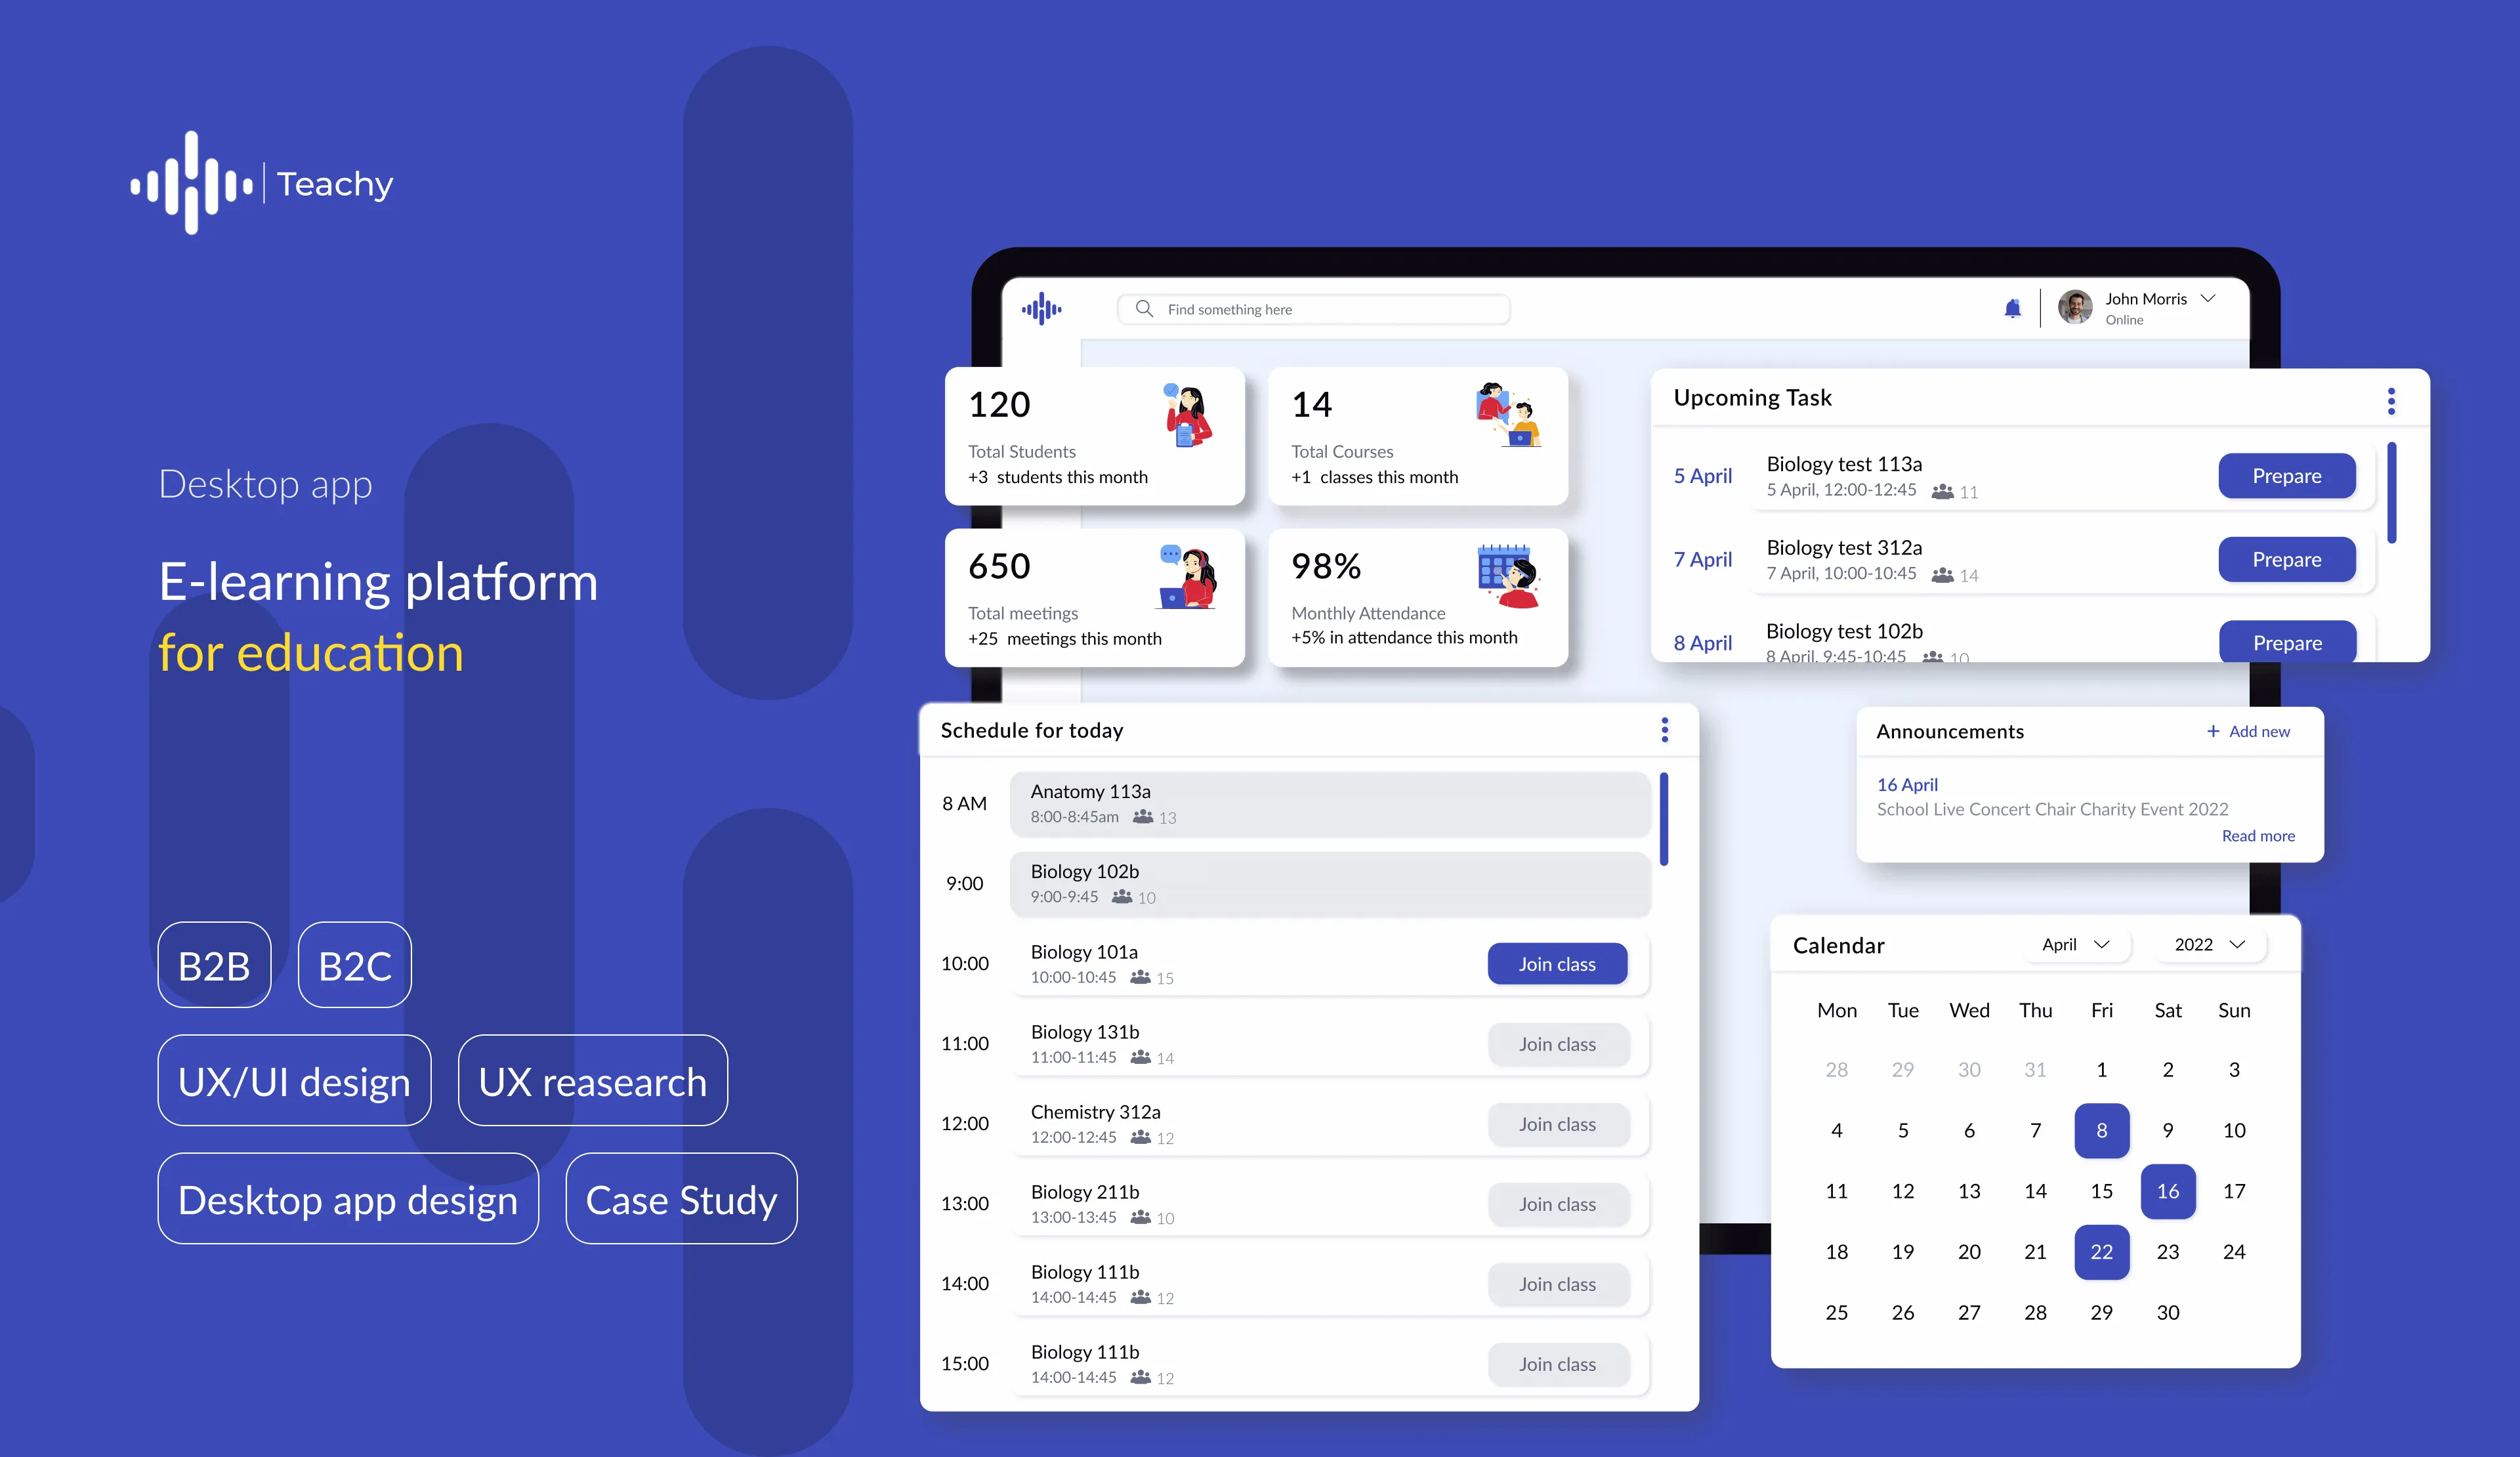 Teachy
Desktop app
E-learning platform
for education
B2B
B2C
UX/UI design
UX reasearch
Desktop app design
Case Study
Find something here
John Morris
Online
120
Total Students
+3 students this month
14
Total Courses
+1 classes this month
650
Total meetings
+25 meetings this month
98%
Monthly Attendance
+5% in attendance this month
Upcoming Task
5 April
Biology test 113a
5 April, 12:00-12:45 11
Prepare
7 April
Biology test 312a
7 April, 10:00-10:45 14
Prepare
8 April
Biology test 102b
8 April, 9:45-10:45 10
Prepare
Schedule for today
8 AM
Anatomy 113a
8:00-8:45am 13
9:00
Biology 102b
9:00-9:45 10
10:00
Biology 101a
10:00-10:45 15
Join class
11:00
Biology 131b
11:00-11:45 14
Join class
12:00
Chemistry 312a
12:00-12:45 12
Join class
13:00
Biology 211b
13:00-13:45 10
Join class
14:00
Biology 111b
14:00-14:45 12
Join class
15:00
Biology 111b
14:00-14:45 12
Join class
Announcements
+ Add new
16 April
School Live Concert Chair Charity Event 2022
Read more
Calendar
April
2022
Mon Tue Wed Thu Fri Sat Sun
28 29 30 31 1 2 3
4 5 6 7 8 9 10
11 12 13 14 15 16 17
18 19 20 21 22 23 24
25 26 27 28 29 30